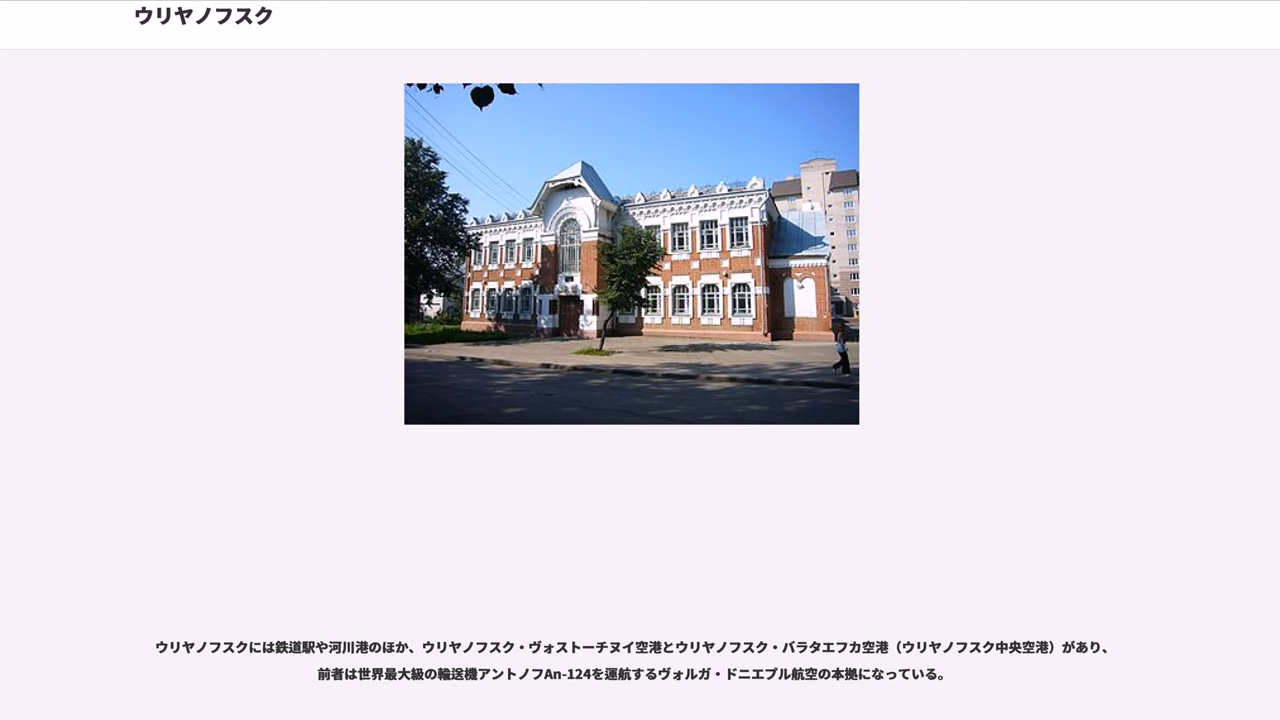 ウリヤノフスク
ウリヤノフスクには鉄道駅や河川港のほか、ウリヤノフスク・ヴォストーチヌイ空港とウリヤノフスク・バラタエフカ空港（ウリヤノフスク中央空港）があり、
前者は世界最大級の輸送機アントノフAn-124を運航するヴォルガ・ドニエプル航空の本拠になっている。